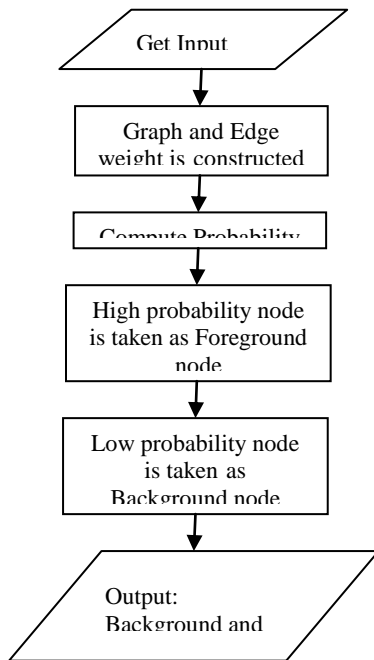 Get Input
Graph and Edge
weight is constructed
Compute Probability
High probability node
is taken as Foreground
node
Low probability node
is taken as
Background node
Output:
Background and